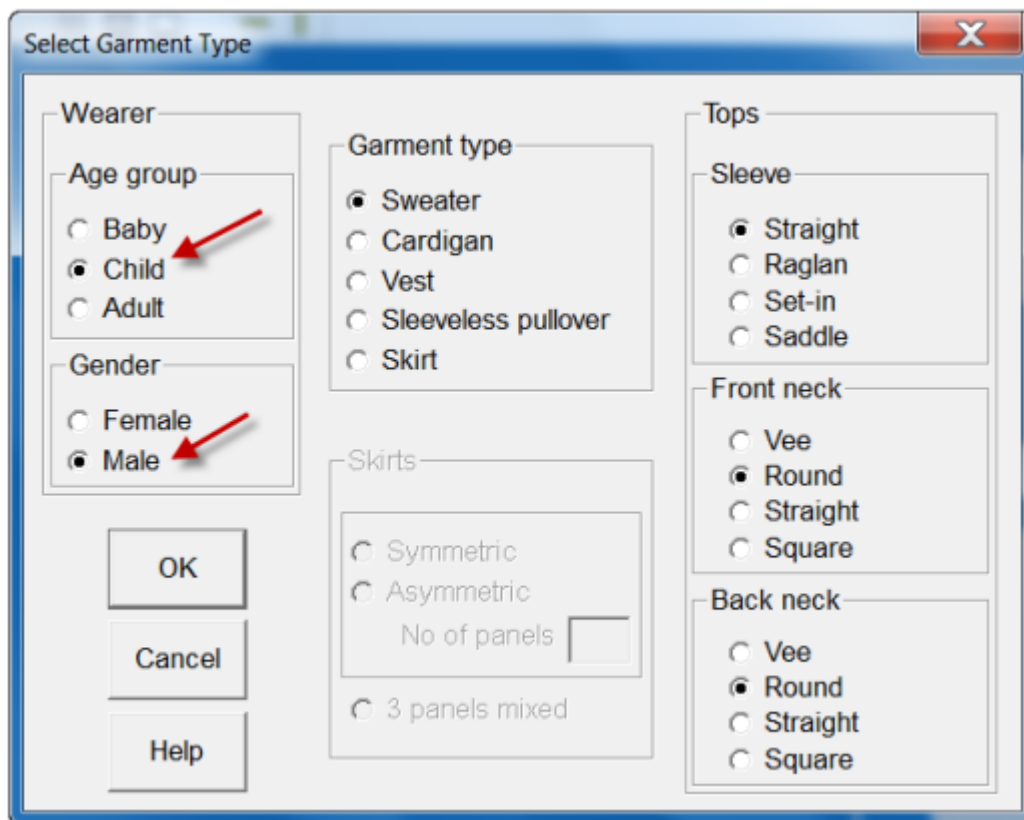 Select Garment Type
Wearer
Age group
Baby
Child
Adult
Gender
Female
Male
OK
Cancel
Help
Garment type
Sweater
Cardigan
Vest
Sleeveless pullover
Skirt
Skirts
Symmetric
Asymmetric
No of panels
3 panels mixed
Tops
Sleeve
Straight
Raglan
Set-in
Saddle
Front neck
Vee
Round
Straight
Square
Back neck
Vee
Round
Straight
Square